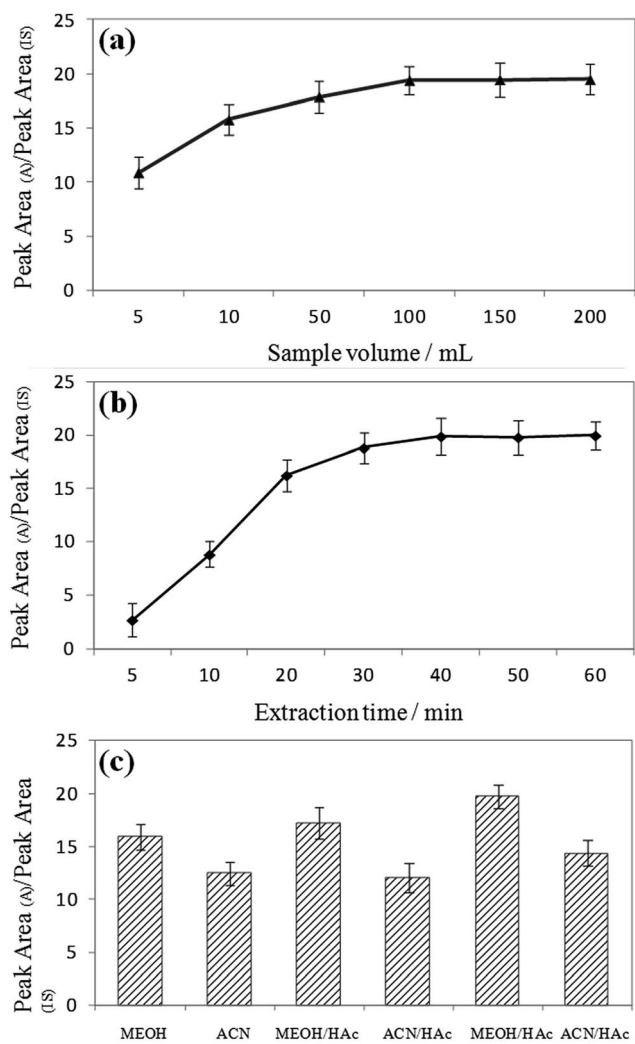 (a)
Peak Area (A)/Peak Area (IS)
25
20
15
10
5
0
5 10 50 100 150 200
Sample volume / mL
(b)
Peak Area (A)/Peak Area (IS)
25
20
15
10
5
0
5 10 20 30 40 50 60
Extraction time / min
(c)
Peak Area (A)/Peak Area
(IS)
25
20
15
10
5
0
MEOH ACN MEOH/HAc ACN/HAc MEOH/HAc ACN/HAc